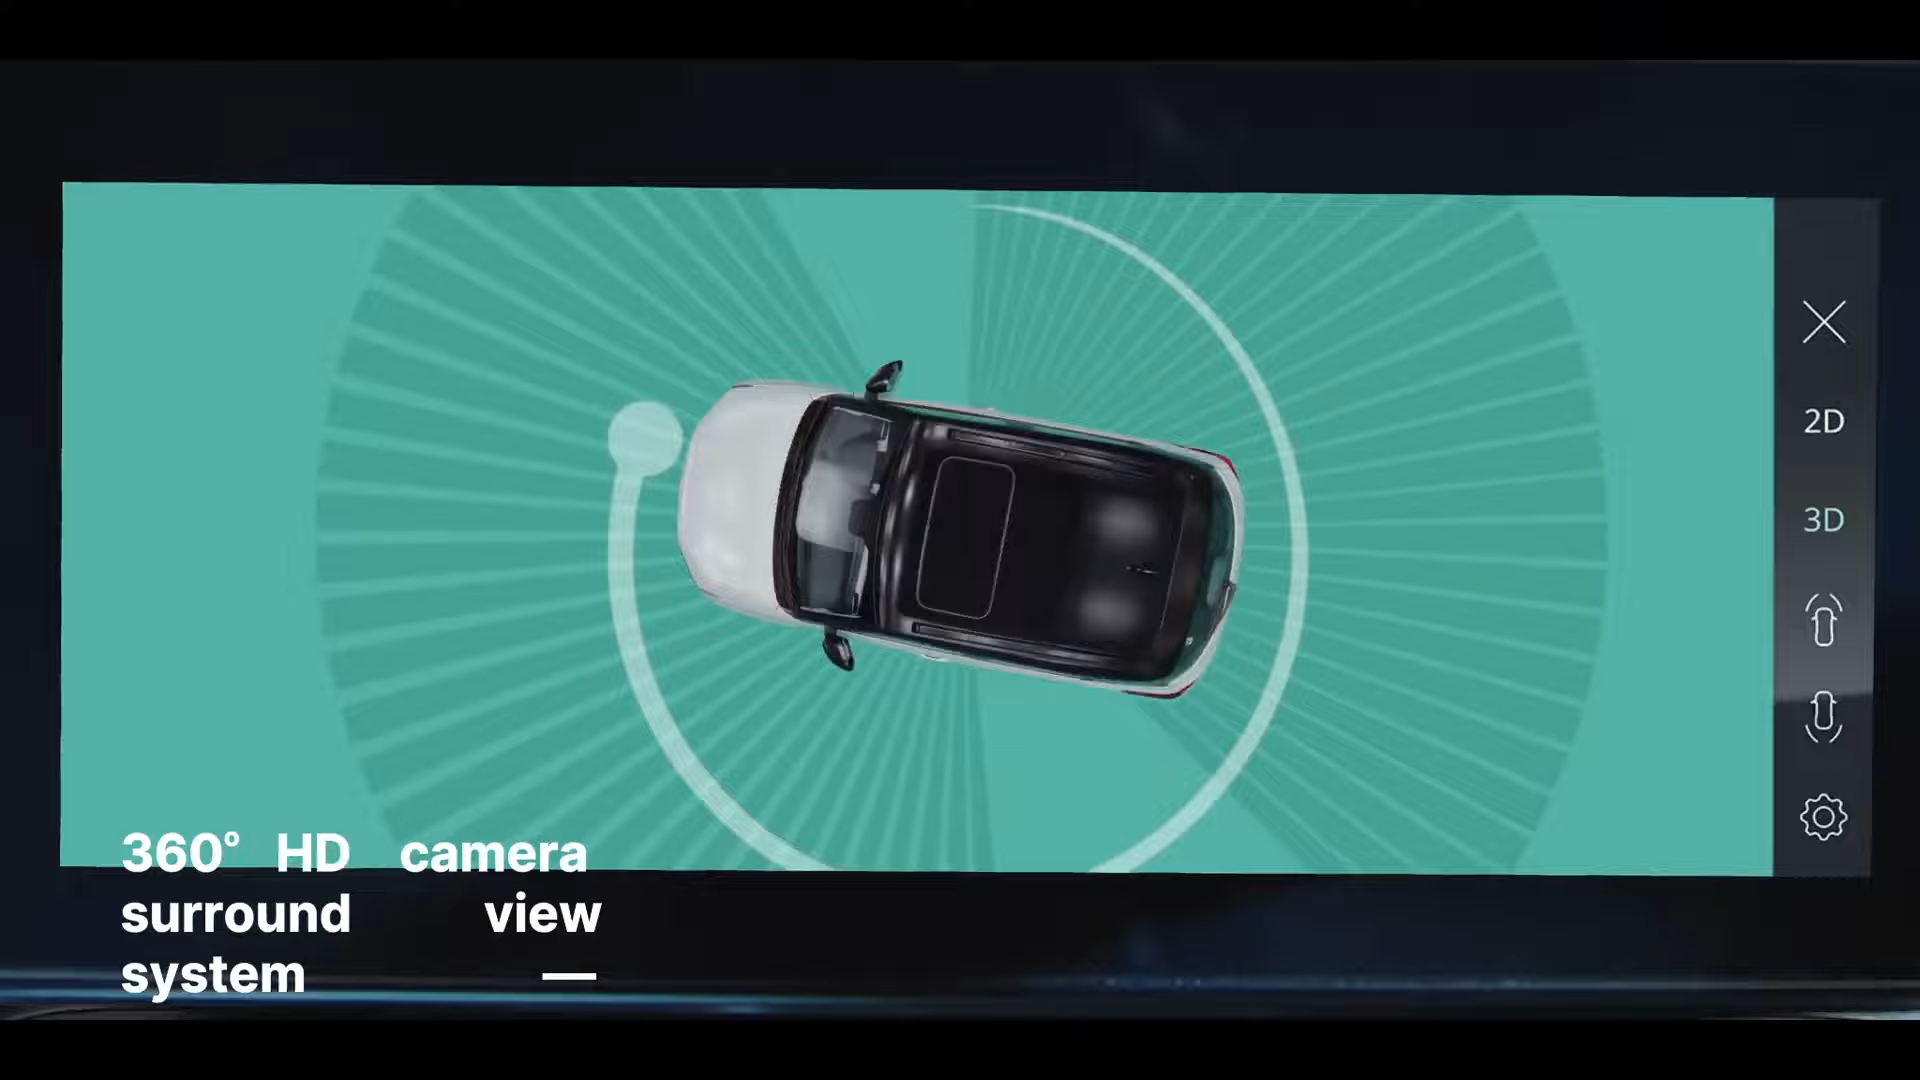 2D
3D
360° HD camera
surround view
system —